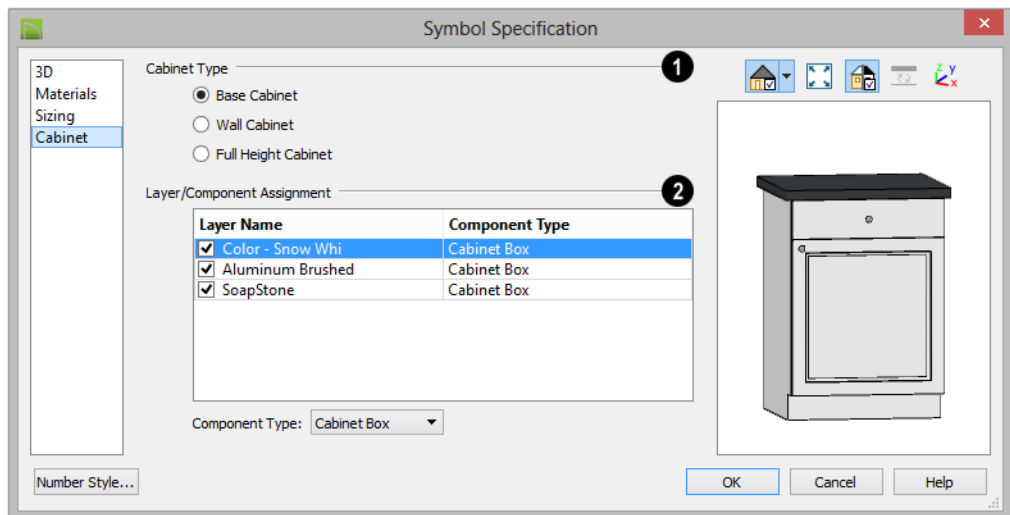 Symbol Specification
×
3D
Materials
Sizing
Cabinet
Cabinet Type
1
Base Cabinet
Wall Cabinet
Full Height Cabinet
Layer/Component Assignment
2
Layer Name Component Type
Color - Snow Whi Cabinet Box
Aluminum Brushed Cabinet Box
SoapStone Cabinet Box
Component Type: Cabinet Box
z y
x
Number Style...
OK
Cancel
Help